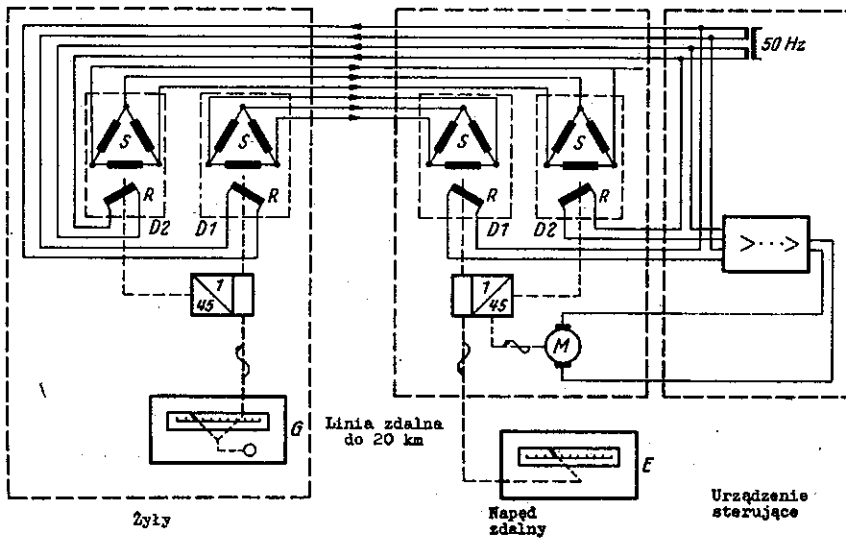 50 Hz
S
S
S
S
R
R
R
R
D2
D1
D1
D2
1
45
1
45
>···>
M
G
Linia zdalna
do 20 km
E
Żyły
Napęd
zdalny
Urządzenie
sterujące